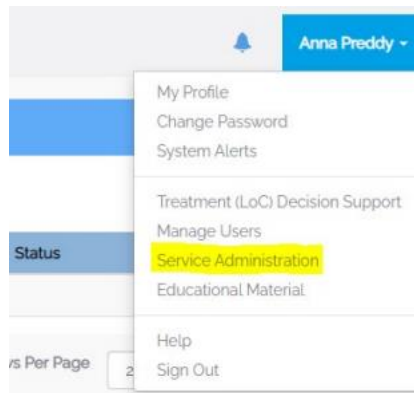 Anna Preddy
My Profile
Change Password
System Alerts
Treatment (LoC) Decision Support
Manage Users
Status
Service Administration
Educational Material
Help
Per Page
2
Sign Out